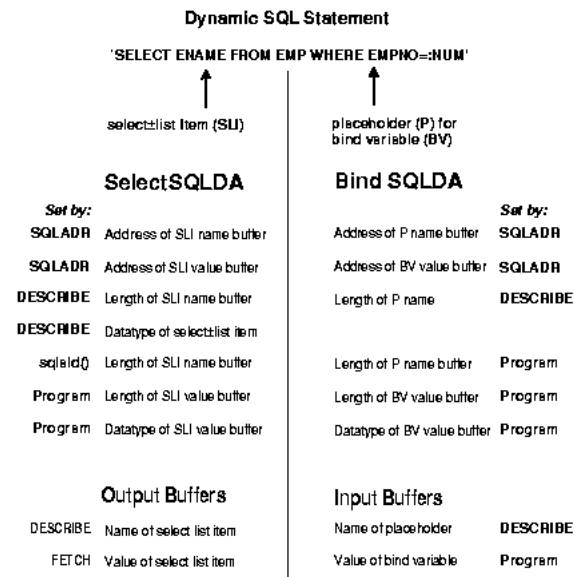 Dynamic SQL Statement
'SELECT ENAME FROM EMP WHERE EMPNO=:NUM'
select±list item (SLI)
placeholder (P) for
bind variable (BV)
Select SQLDA
Set by:
SQLADR Address of SLI name buffer
SQLADR Address of SLI value buffer
DESCRIBE Length of SLI name buffer
DESCRIBE Datatype of select±list item
sqlald() Length of SLI name buffer
Program Length of SLI value buffer
Program Datatype of SLI value buffer
Output Buffers
DESCRIBE Name of select list item
FETCH Value of select list item
Bind SQLDA
Set by:
Address of P name buffer SQLADR
Address of BV value buffer SQLADR
Length of P name DESCRIBE
Length of P name buffer Program
Length of BV value buffer Program
Datatype of BV value buffer Program
Input Buffers
Name of placeholder DESCRIBE
Value of bind variable Program